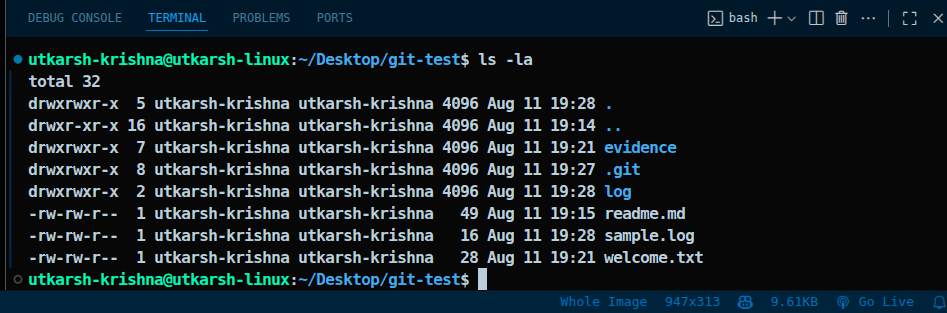 DEBUG CONSOLE TERMINAL PROBLEMS PORTS bash
utkarsh-krishna@utkarsh-linux:~/Desktop/git-test$ ls -la
total 32
drwxrwxr-x  5 utkarsh-krishna utkarsh-krishna 4096 Aug 11 19:28 .
drwxr-xr-x 16 utkarsh-krishna utkarsh-krishna 4096 Aug 11 19:14 ..
drwxrwxr-x  7 utkarsh-krishna utkarsh-krishna 4096 Aug 11 19:21 evidence
drwxrwxr-x  8 utkarsh-krishna utkarsh-krishna 4096 Aug 11 19:27 .git
drwxrwxr-x  2 utkarsh-krishna utkarsh-krishna 4096 Aug 11 19:28 log
-rw-rw-r--  1 utkarsh-krishna utkarsh-krishna   49 Aug 11 19:15 readme.md
-rw-rw-r--  1 utkarsh-krishna utkarsh-krishna   16 Aug 11 19:28 sample.log
-rw-rw-r--  1 utkarsh-krishna utkarsh-krishna   28 Aug 11 19:21 welcome.txt
utkarsh-krishna@utkarsh-linux:~/Desktop/git-test$
Whole Image 947x313 9.61KB Go Live